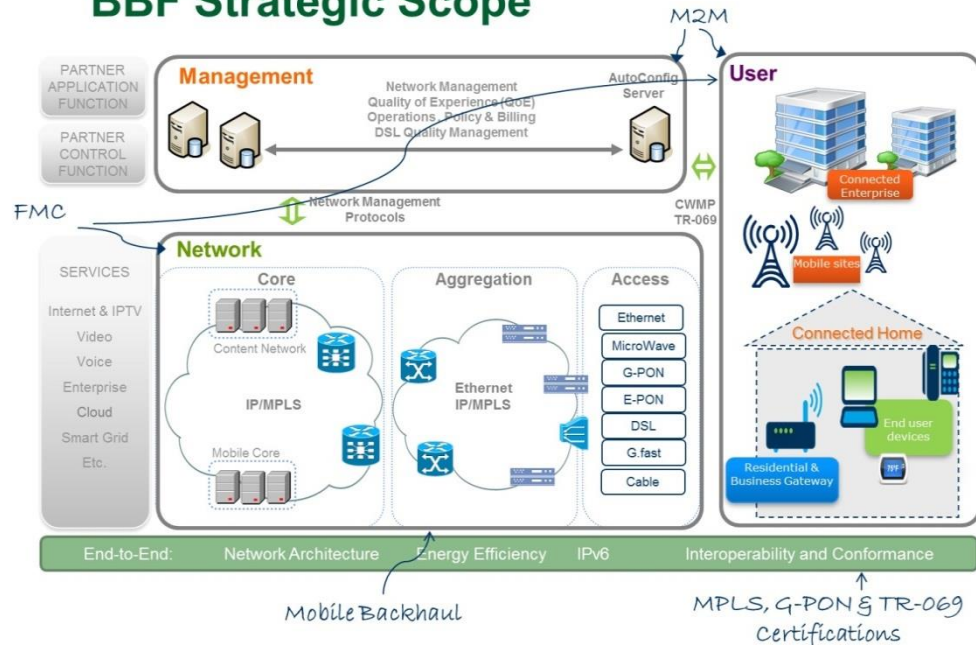 BBF Strategic Scope
M2M
PARTNER
APPLICATION
FUNCTION
PARTNER
CONTROL
FUNCTION
Management
Network Management
Quality of Experience (QoE)
Operations, Policy & Billing
DSL Quality Management
AutoConfig
Server
User
Connected
Enterprise
FMC
Network Management
Protocols
CWMP
TR-069
Mobile sites
SERVICES
Internet & IPTV
Video
Voice
Enterprise
Cloud
Smart Grid
Etc.
Network
Core
Content Network
IP/MPLS
Mobile Core
Aggregation
Ethernet
IP/MPLS
Access
Ethernet
MicroWave
G-PON
E-PON
DSL
G.fast
Cable
Connected Home
End user
devices
Residential &
Business Gateway
End-to-End: Network Architecture Energy Efficiency IPv6 Interoperability and Conformance
Mobile Backhaul
MPLS, G-PON & TR-069
Certifications